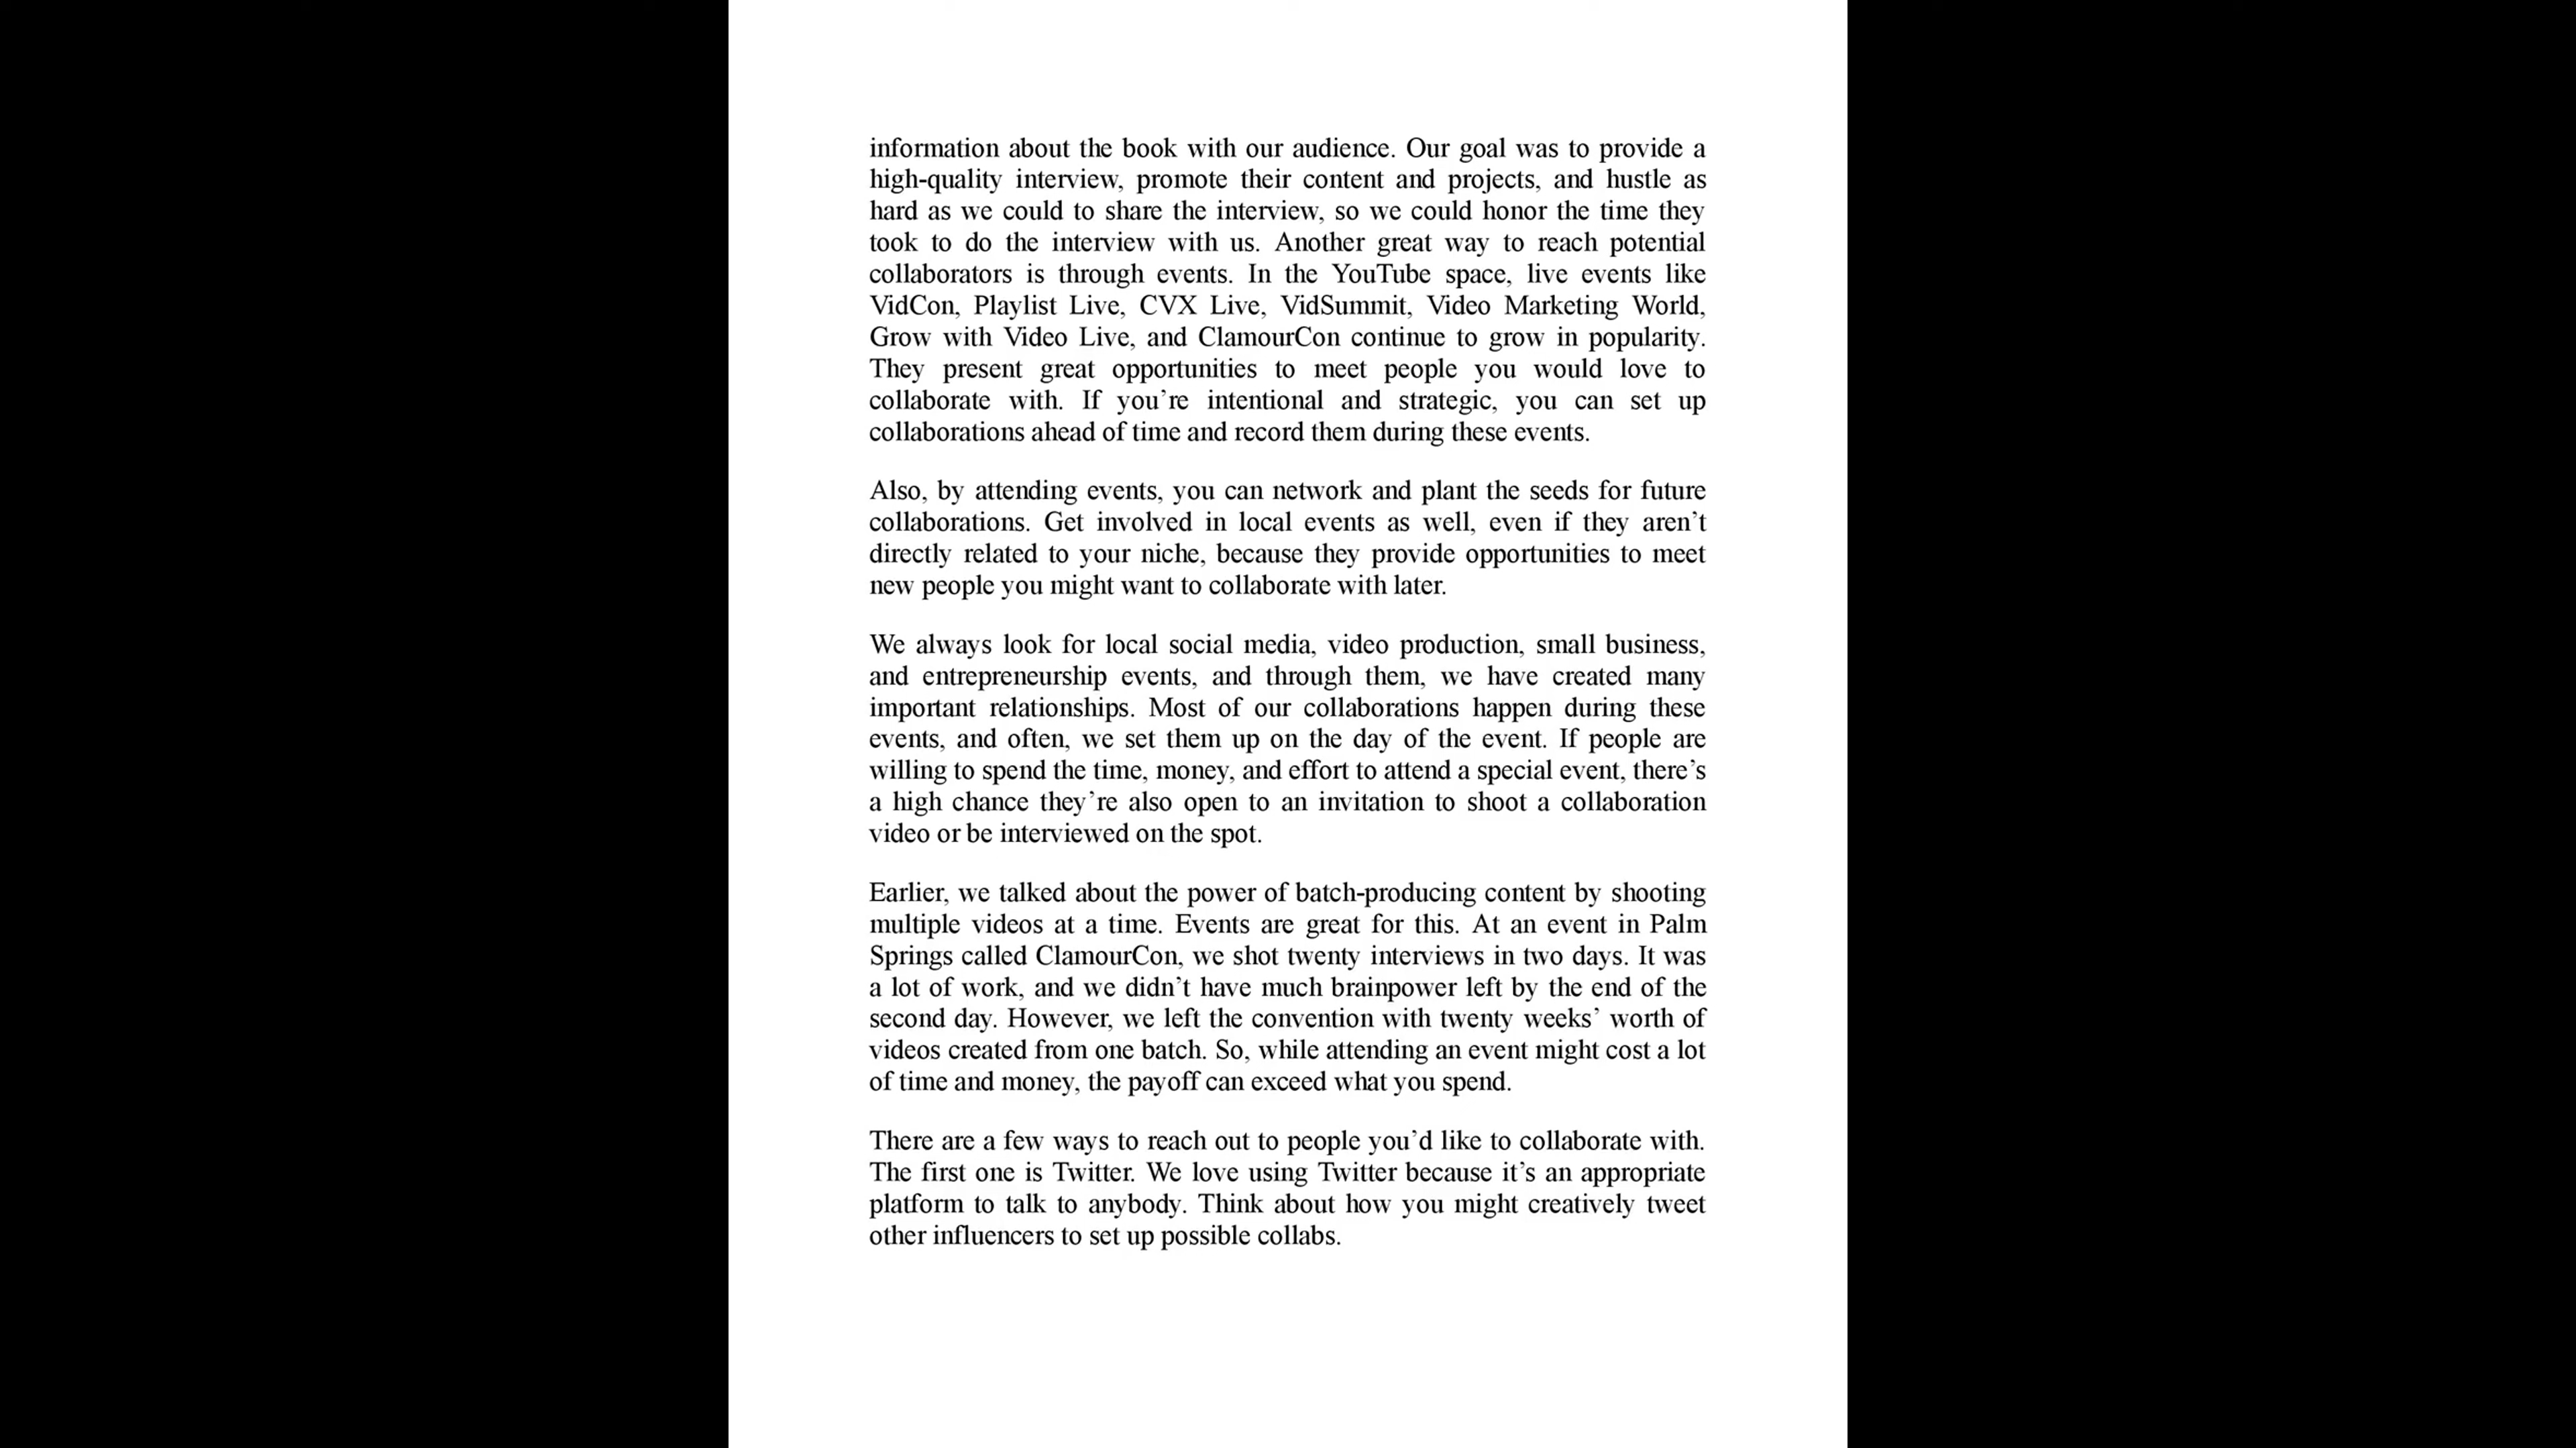 information about the book with our audience. Our goal was to provide a
high-quality interview, promote their content and projects, and hustle as
hard as we could to share the interview, so we could honor the time they
took to do the interview with us. Another great way to reach potential
collaborators is through events. In the YouTube space, live events like
VidCon, Playlist Live, CVX Live, VidSummit, Video Marketing World,
Grow with Video Live, and ClamourCon continue to grow in popularity.
They present great opportunities to meet people you would love to
collaborate with. If you’re intentional and strategic, you can set up
collaborations ahead of time and record them during these events.
Also, by attending events, you can network and plant the seeds for future
collaborations. Get involved in local events as well, even if they aren’t
directly related to your niche, because they provide opportunities to meet
new people you might want to collaborate with later.
We always look for local social media, video production, small business,
and entrepreneurship events, and through them, we have created many
important relationships. Most of our collaborations happen during these
events, and often, we set them up on the day of the event. If people are
willing to spend the time, money, and effort to attend a special event, there’s
a high chance they’re also open to an invitation to shoot a collaboration
video or be interviewed on the spot.
Earlier, we talked about the power of batch-producing content by shooting
multiple videos at a time. Events are great for this. At an event in Palm
Springs called ClamourCon, we shot twenty interviews in two days. It was
a lot of work, and we didn’t have much brainpower left by the end of the
second day. However, we left the convention with twenty weeks’ worth of
videos created from one batch. So, while attending an event might cost a lot
of time and money, the payoff can exceed what you spend.
There are a few ways to reach out to people you’d like to collaborate with.
The first one is Twitter. We love using Twitter because it’s an appropriate
platform to talk to anybody. Think about how you might creatively tweet
other influencers to set up possible collabs.